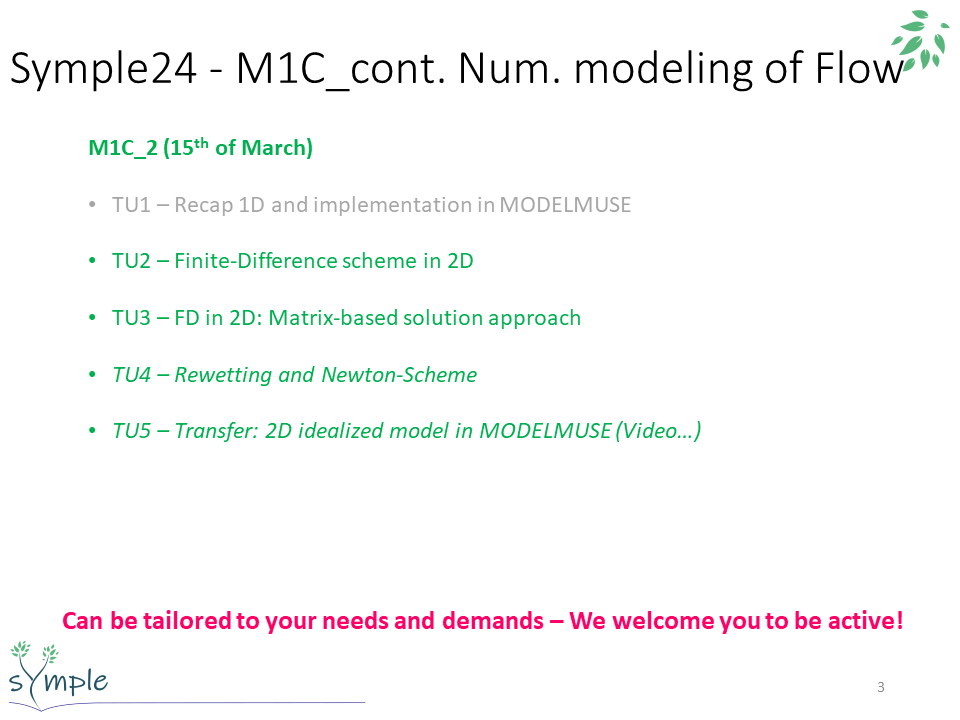 Symple24 - M1C_cont. Num. modeling of Flow
M1C_2 (15th of March)
• TU1 – Recap 1D and implementation in MODELMUSE
• TU2 – Finite-Difference scheme in 2D
• TU3 – FD in 2D: Matrix-based solution approach
• TU4 – Rewetting and Newton-Scheme
• TU5 – Transfer: 2D idealized model in MODELMUSE (Video…)
Can be tailored to your needs and demands – We welcome you to be active!
sYmple
3